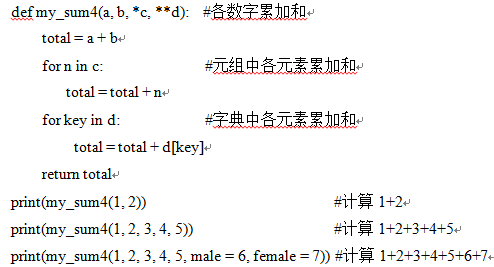 def my_sum4(a, b, *c, **d):   #各数字累加和↵
    total = a + b↵
    for n in c:               #元组中各元素累加和↵
        total = total + n↵
    for key in d:             #字典中各元素累加和↵
        total = total + d[key]↵
    return total↵
print(my_sum4(1, 2))          #计算 1+2↵
print(my_sum4(1, 2, 3, 4, 5)) #计算 1+2+3+4+5↵
print(my_sum4(1, 2, 3, 4, 5, male = 6, female = 7)) #计算 1+2+3+4+5+6+7